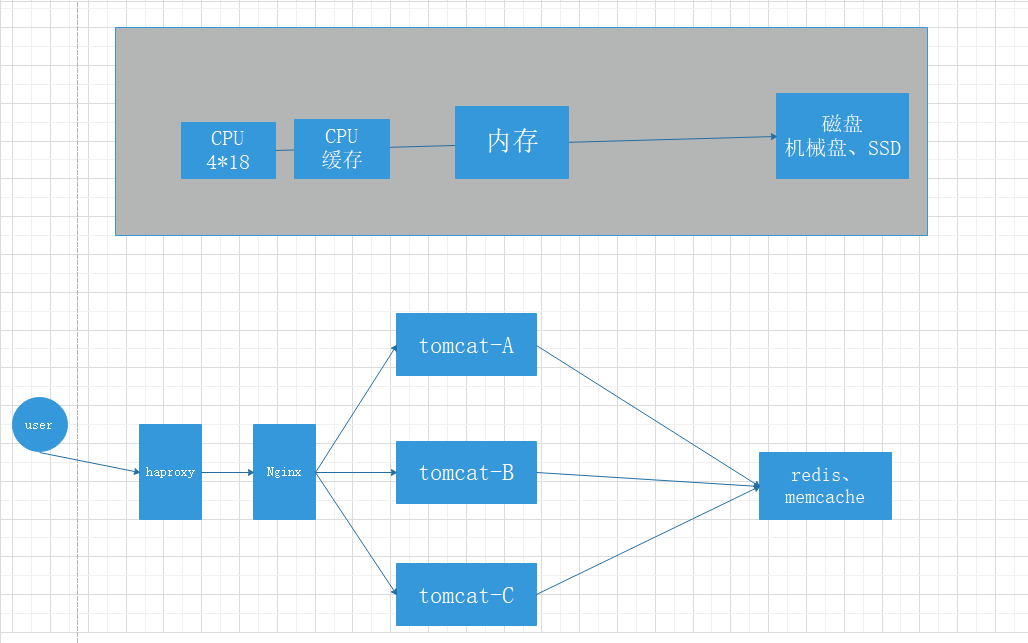 CPU
4*18
CPU
缓存
内存
磁盘
机械盘、SSD
tomcat-A
user
haproxy
Nginx
tomcat-B
redis、
memcache
tomcat-C